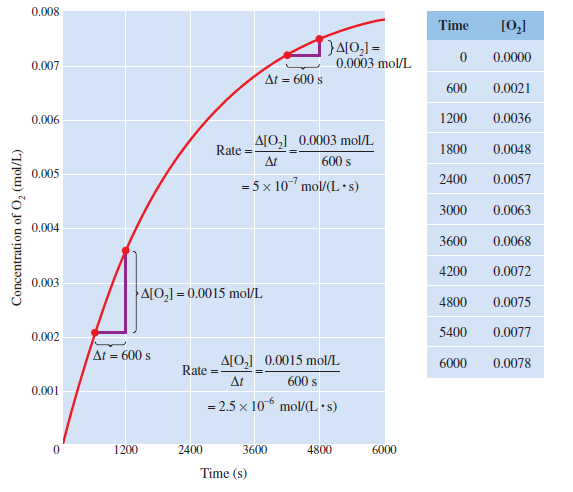 Concentration of O₂ (mol/L)
0.008
0.007
0.006
0.005
0.004
0.003
0.002
0.001
0
1200
2400
3600
4800
6000
Time (s)
Δ[O₂] =
0.0003 mol/L
Δt = 600 s
Rate = Δ[O₂] / Δt = 0.0003 mol/L / 600 s
= 5 × 10⁻⁷ mol/(L • s)
Δ[O₂] = 0.0015 mol/L
Δt = 600 s
Rate = Δ[O₂] / Δt = 0.0015 mol/L / 600 s
= 2.5 × 10⁻⁶ mol/(L • s)
Time [O₂]
0 0.0000
600 0.0021
1200 0.0036
1800 0.0048
2400 0.0057
3000 0.0063
3600 0.0068
4200 0.0072
4800 0.0075
5400 0.0077
6000 0.0078